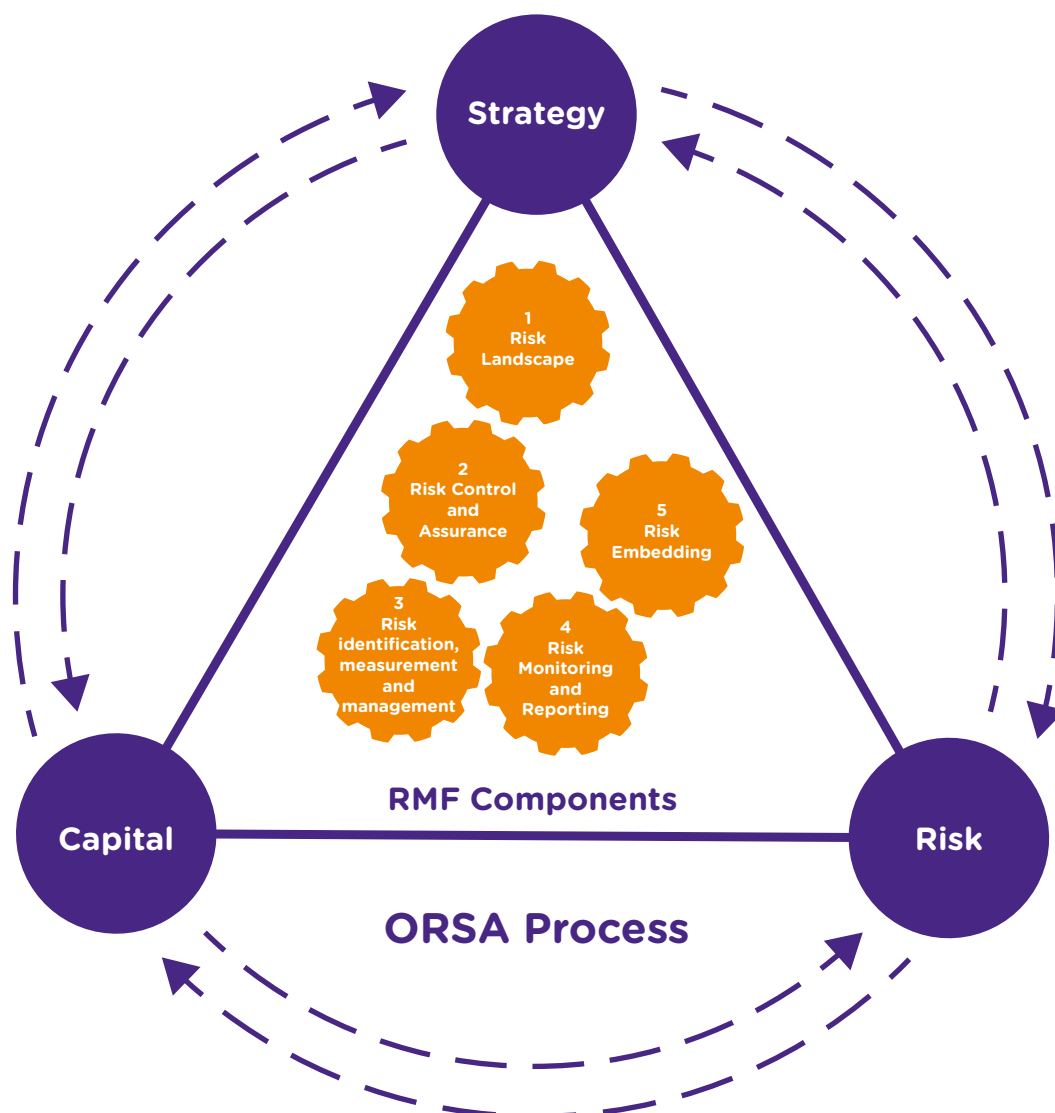 Strategy
1
Risk
Landscape
2
Risk Control
and
Assurance
5
Risk
Embedding
3
Risk
identification,
measurement
and
management
4
Risk
Monitoring
and
Reporting
RMF Components
Capital
Risk
ORSA Process